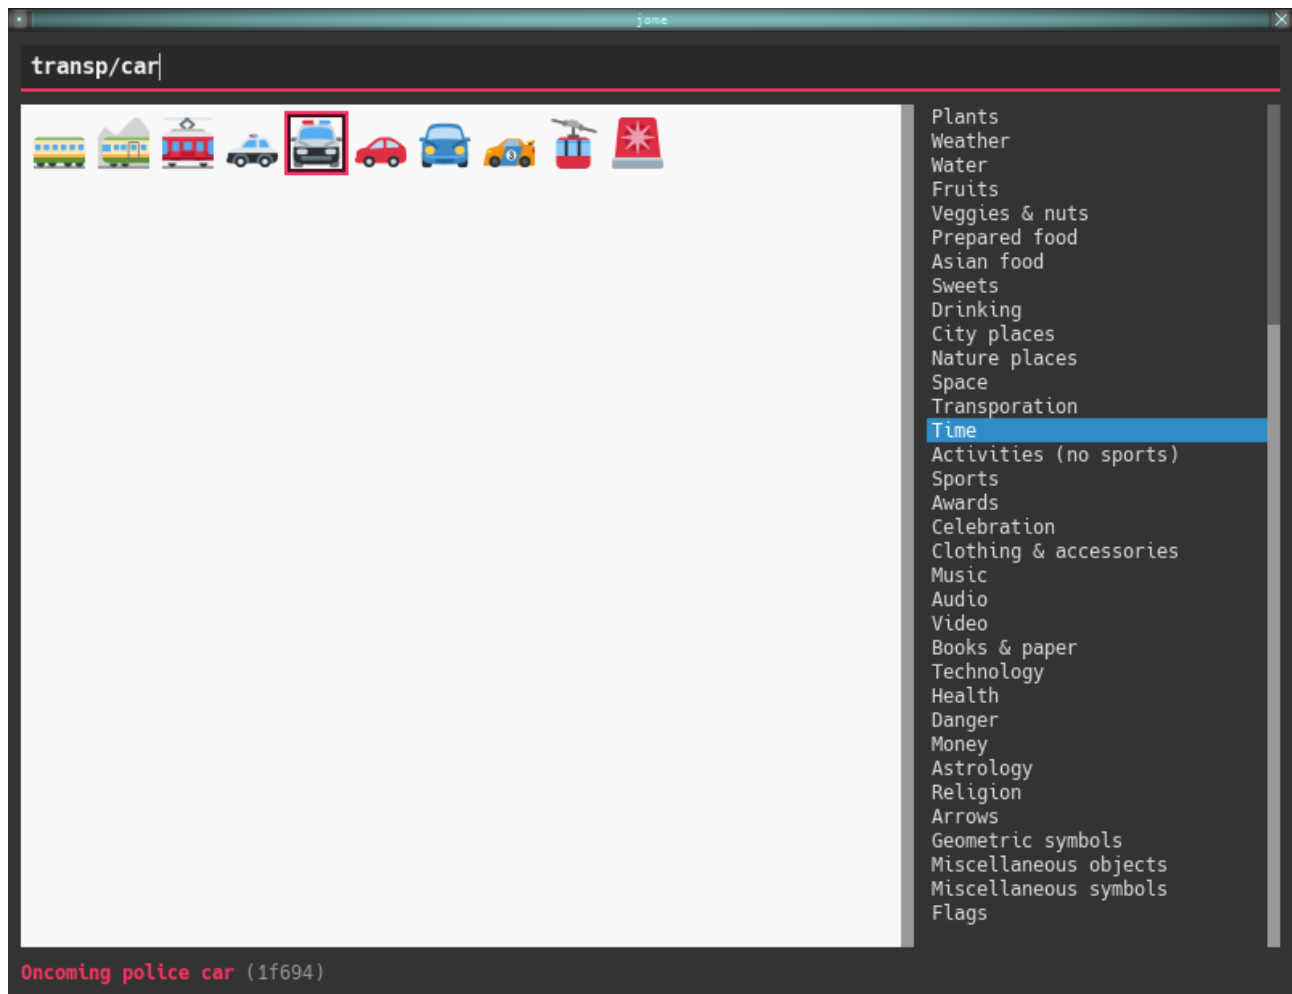 jome
transp/car
Plants
Weather
Water
Fruits
Veggies & nuts
Prepared food
Asian food
Sweets
Drinking
City places
Nature places
Space
Transporation
Time
Activities (no sports)
Sports
Awards
Celebration
Clothing & accessories
Music
Audio
Video
Books & paper
Technology
Health
Danger
Money
Astrology
Religion
Arrows
Geometric symbols
Miscellaneous objects
Miscellaneous symbols
Flags
Oncoming police car (1f694)